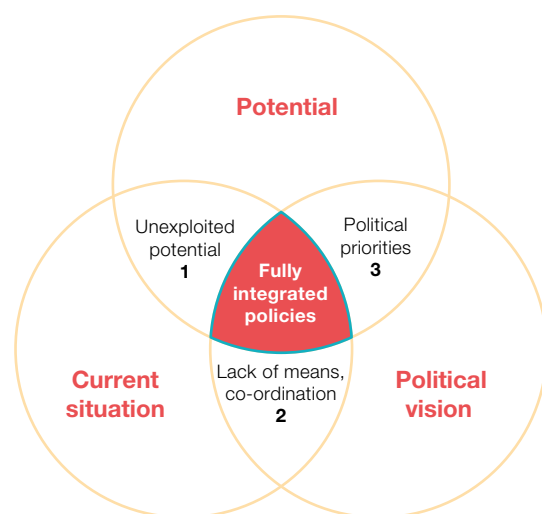 Potential
Unexploited
potential
1
Political
priorities
3
Fully
integrated
policies
Current
situation
Lack of means,
co-ordination
2
Political
vision